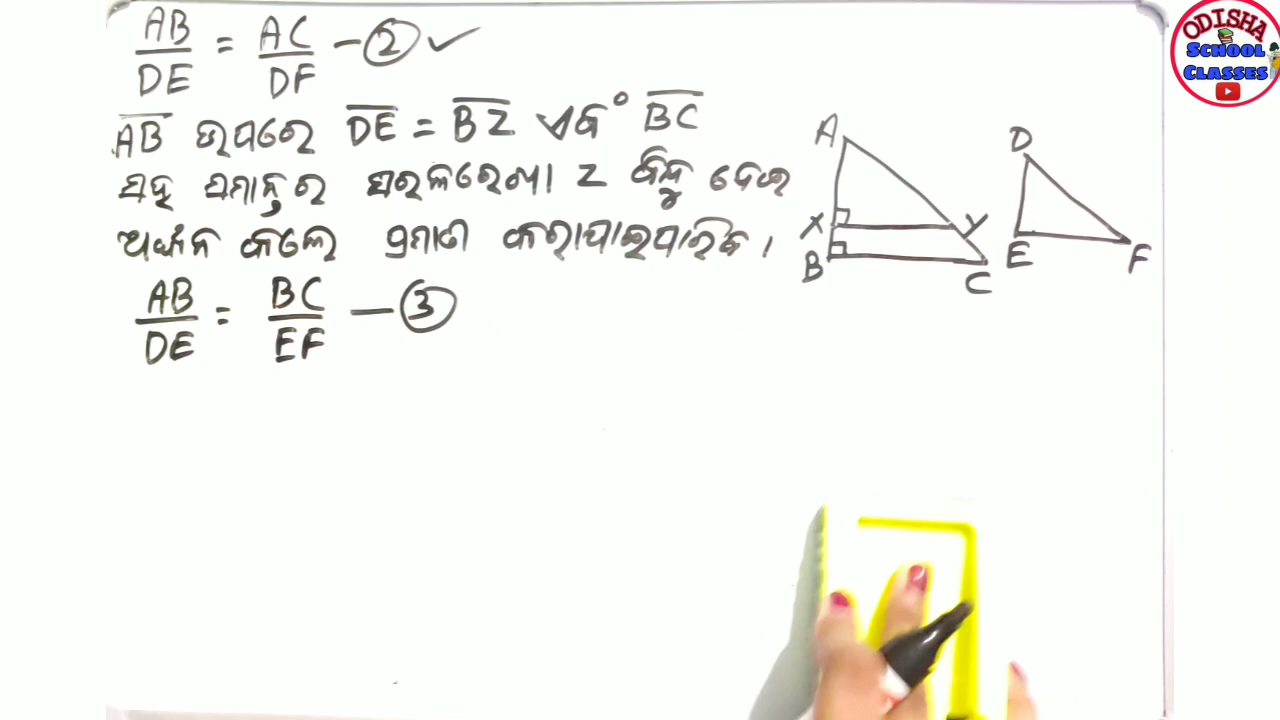 AB/DE = AC/DF - ② ✓
AB ଉପରେ DE = BZ ଏବଂ BC
ସହ ସମାନ୍ତର ସରଳରେଖା Z ବିନ୍ଦୁ ଦେଇ
ଅଙ୍କନ କଲେ ପ୍ରମାଣ କରାଯାଇପାରିବ ।
AB/DE = BC/EF — ③
A
X Y
B C
D
E F
ODISHA
SCHOOL
CLASSES